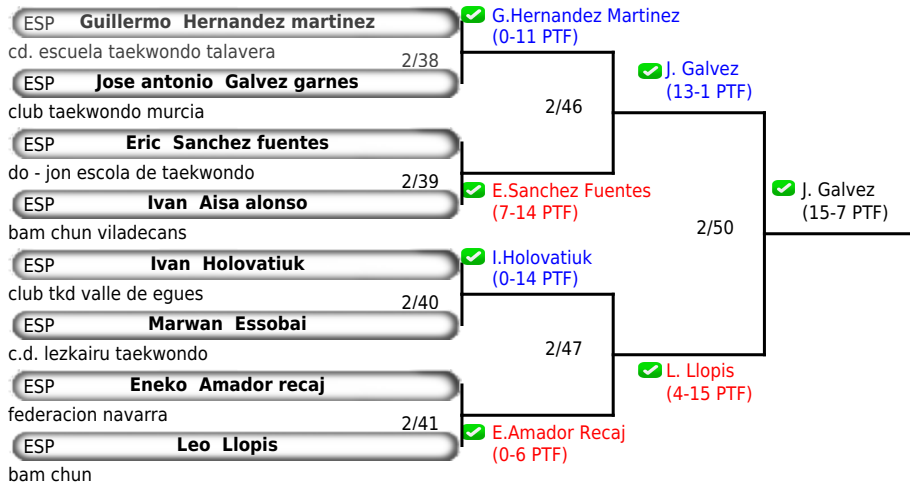 ESP Guillermo Hernandez martinez
cd. escuela taekwondo talavera
2/38
ESP Jose antonio Galvez garnes
club taekwondo murcia
ESP Eric Sanchez fuentes
do - jon escola de taekwondo
2/39
ESP Ivan Aisa alonso
bam chun viladecans
ESP Ivan Holovatiuk
club tkd valle de egues
2/40
ESP Marwan Essobai
c.d. lezkairu taekwondo
ESP Eneko Amador recaj
federacion navarra
2/41
ESP Leo Llopis
bam chun
G.Hernandez Martinez
(0-11 PTF)
2/46
E.Sanchez Fuentes
(7-14 PTF)
I.Holovatiuk
(0-14 PTF)
2/47
E.Amador Recaj
(0-6 PTF)
J. Galvez
(13-1 PTF)
2/50
L. Llopis
(4-15 PTF)
J. Galvez
(15-7 PTF)